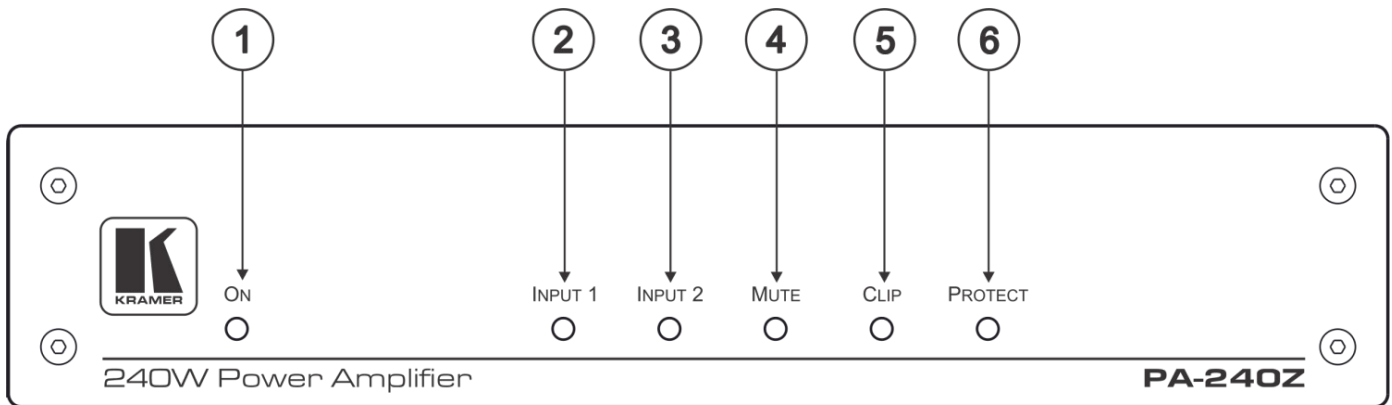 1 2 3 4 5 6
ON INPUT 1 INPUT 2 MUTE CLIP PROTECT
K
KRAMER
240W Power Amplifier PA-240Z